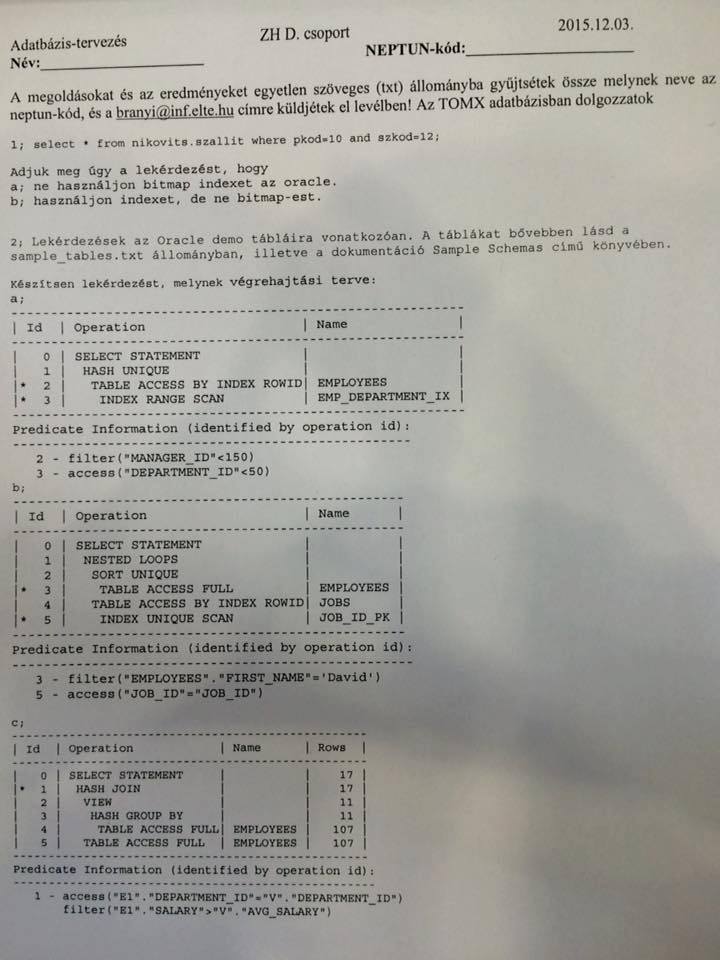 Adatbázis-tervezés ZH D. csoport 2015.12.03.
Név:____________________ NEPTUN-kód:____________________
A megoldásokat és az eredményeket egyetlen szöveges (txt) állományba gyűjtsétek össze melynek neve az
neptun-kód, és a branyi@inf.elte.hu címre küldjétek el levélben! Az TOMX adatbázisban dolgozzatok
1; select * from nikovits.szallit where pkod=10 and szkod=12;
Adjuk meg úgy a lekérdezést, hogy
a; ne használjon bitmap indexet az oracle.
b; használjon indexet, de ne bitmap-est.
2; Lekérdezések az Oracle demo tábláira vonatkozóan. A táblákat bővebben lásd a
sample_tables.txt állományban, illetve a dokumentáció Sample Schemas című könyvében.
Készítsen lekérdezést, melynek végrehajtási terve:
a;
------------------------------------------------------------
| Id | Operation | Name |
------------------------------------------------------------
| 0 | SELECT STATEMENT | |
| 1 | HASH UNIQUE | |
|* 2 | TABLE ACCESS BY INDEX ROWID| EMPLOYEES |
|* 3 | INDEX RANGE SCAN | EMP_DEPARTMENT_IX |
------------------------------------------------------------
Predicate Information (identified by operation id):
---------------------------------------------------
2 - filter("MANAGER_ID"<150)
3 - access("DEPARTMENT_ID"<50)
b;
----------------------------------------------------
| Id | Operation | Name |
----------------------------------------------------
| 0 | SELECT STATEMENT | |
| 1 | NESTED LOOPS | |
| 2 | SORT UNIQUE | |
|* 3 | TABLE ACCESS FULL | EMPLOYEES |
| 4 | TABLE ACCESS BY INDEX ROWID| JOBS |
|* 5 | INDEX UNIQUE SCAN | JOB_ID_PK |
----------------------------------------------------
Predicate Information (identified by operation id):
---------------------------------------------------
3 - filter("EMPLOYEES"."FIRST_NAME"='David')
5 - access("JOB_ID"="JOB_ID")
c;
--------------------------------------------------
| Id | Operation | Name | Rows |
--------------------------------------------------
| 0 | SELECT STATEMENT | | 17 |
|* 1 | HASH JOIN | | 17 |
| 2 | VIEW | | 11 |
| 3 | HASH GROUP BY | | 11 |
| 4 | TABLE ACCESS FULL| EMPLOYEES | 107 |
| 5 | TABLE ACCESS FULL | EMPLOYEES | 107 |
--------------------------------------------------
Predicate Information (identified by operation id):
---------------------------------------------------
1 - access("E1"."DEPARTMENT_ID"="V"."DEPARTMENT_ID")
filter("E1"."SALARY">"V"."AVG_SALARY")